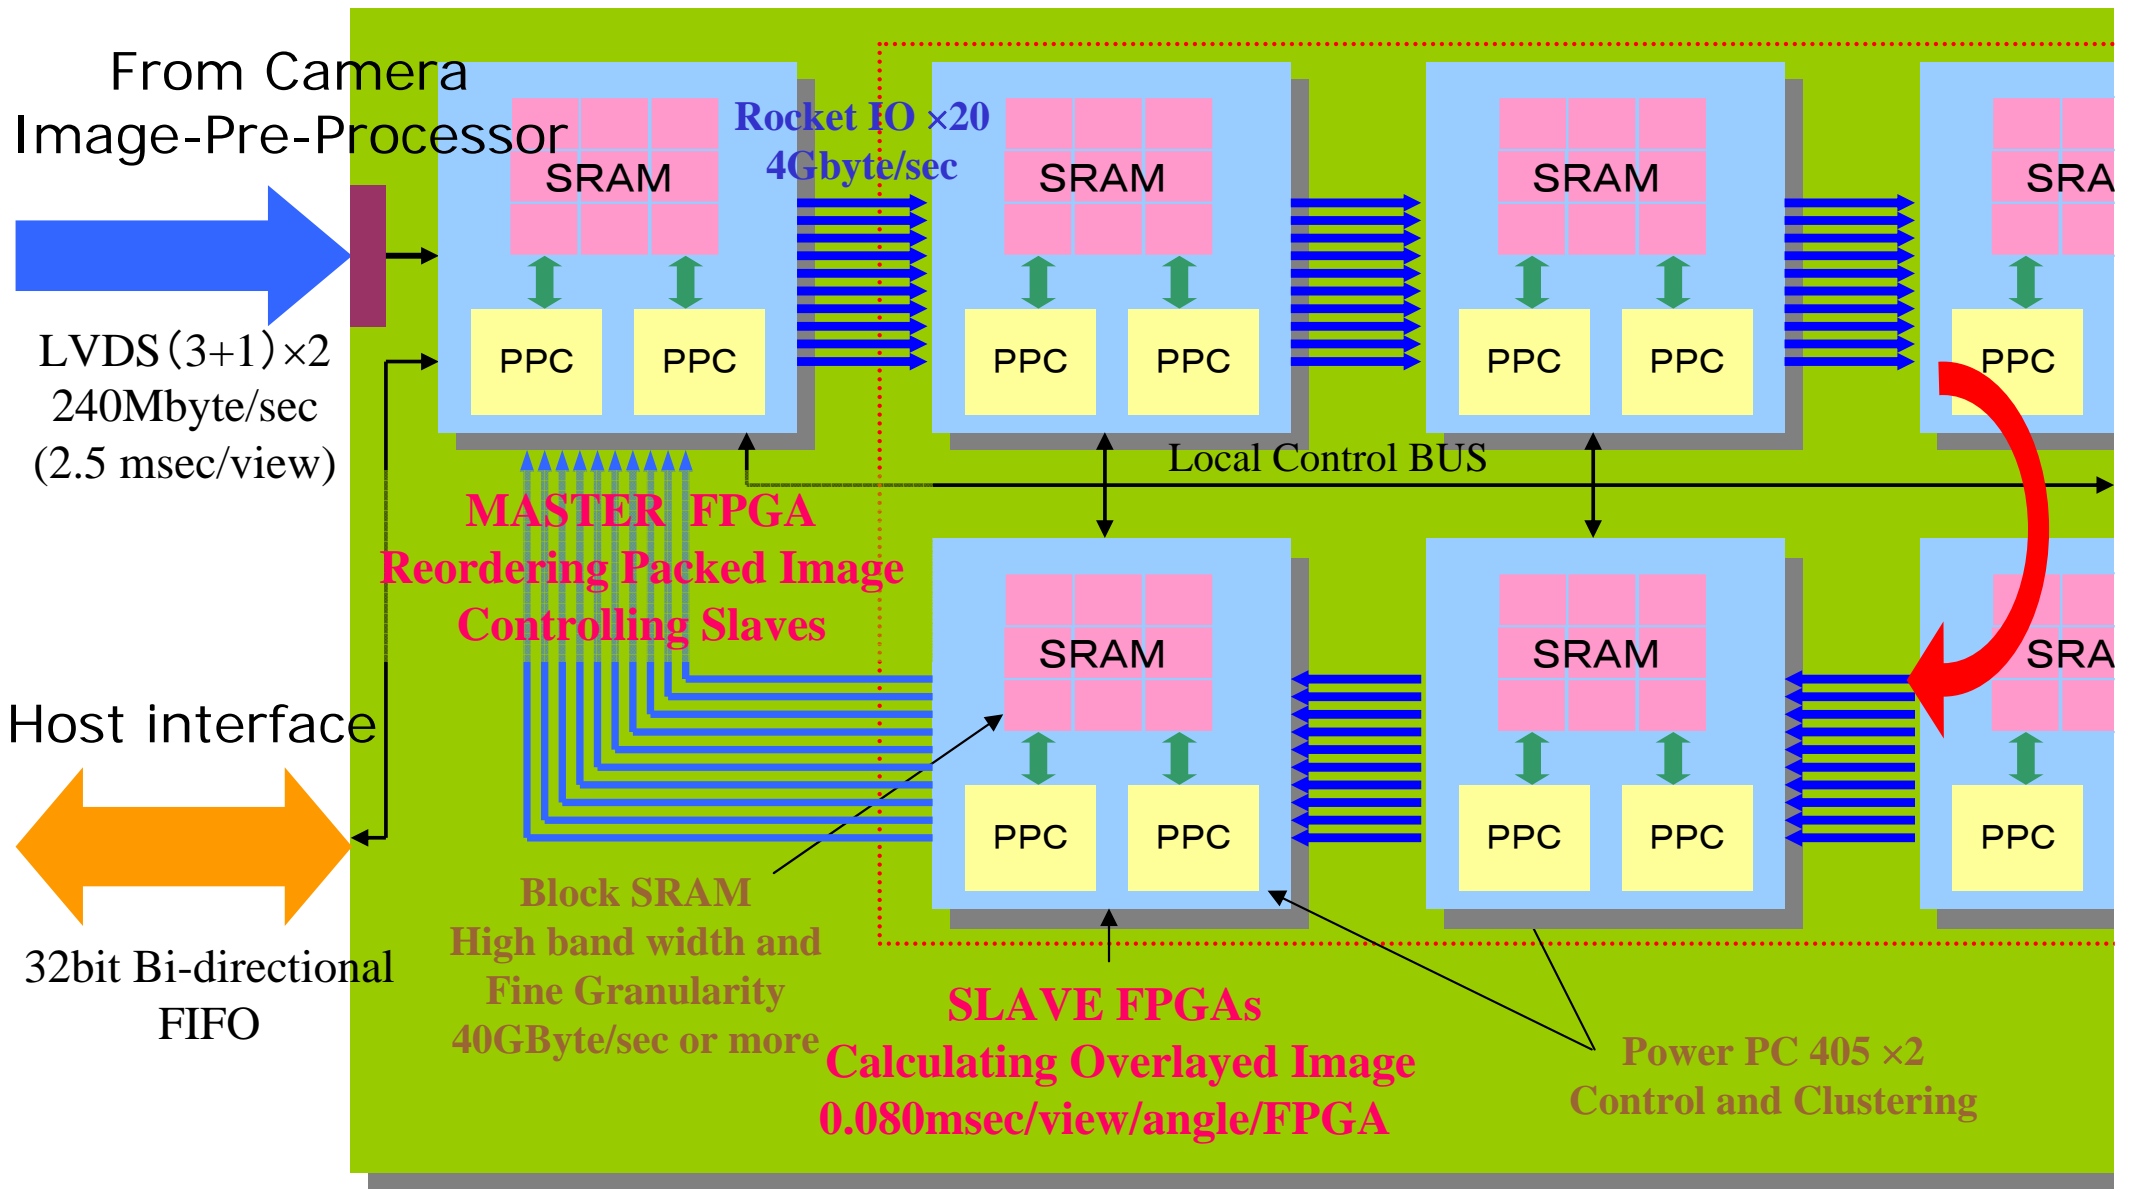 From Camera
Image-Pre-Processor
LVDS(3+1)×2
240Mbyte/sec
(2.5 msec/view)
Host interface
32bit Bi-directional
FIFO
Rocket IO ×20
4Gbyte/sec
SRAM
SRAM
SRAM
SRA
PPC
PPC
PPC
PPC
PPC
PPC
PPC
Local Control BUS
MASTER FPGA
Reordering Packed Image
Controlling Slaves
SRAM
SRAM
SRA
PPC
PPC
PPC
PPC
PPC
Block SRAM
High band width and
Fine Granularity
40GByte/sec or more
SLAVE FPGAs
Calculating Overlayed Image
0.080msec/view/angle/FPGA
Power PC 405 ×2
Control and Clustering